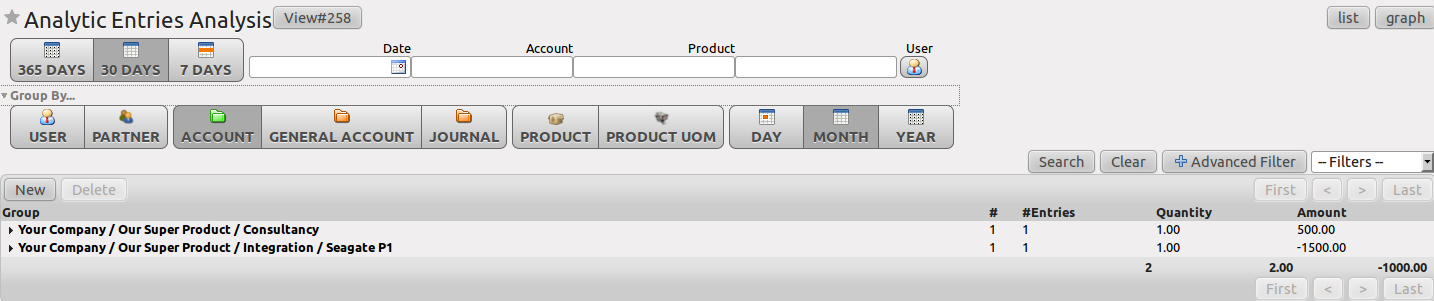 Analytic Entries Analysis View#258 list graph
Date Account Product User
365 DAYS 30 DAYS 7 DAYS
Group By...
USER PARTNER ACCOUNT GENERAL ACCOUNT JOURNAL PRODUCT PRODUCT UOM DAY MONTH YEAR
Search Clear Advanced Filter -- Filters --
New Delete First < > Last
Group # #Entries Quantity Amount
Your Company / Our Super Product / Consultancy 1 1 1.00 500.00
Your Company / Our Super Product / Integration / Seagate P1 1 1 1.00 -1500.00
2 2.00 -1000.00
First < > Last